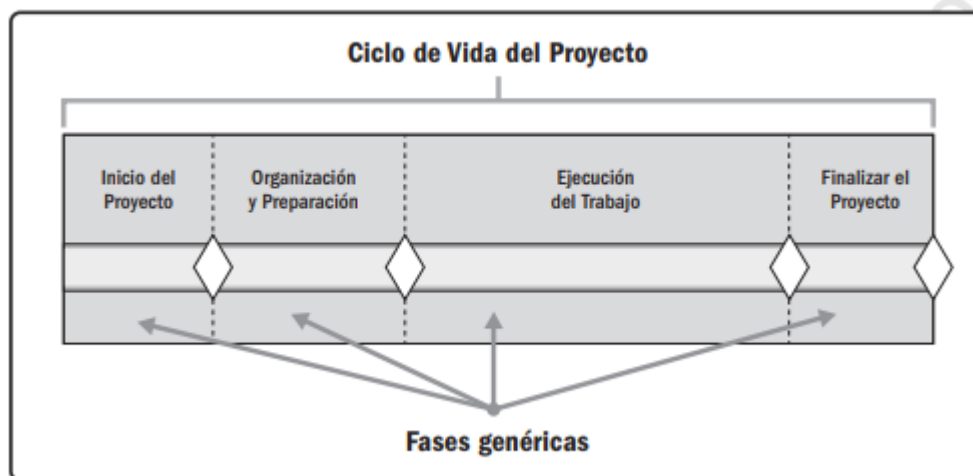 Ciclo de Vida del Proyecto
Inicio del
Proyecto
Organización
y Preparación
Ejecución
del Trabajo
Finalizar el
Proyecto
Fases genéricas